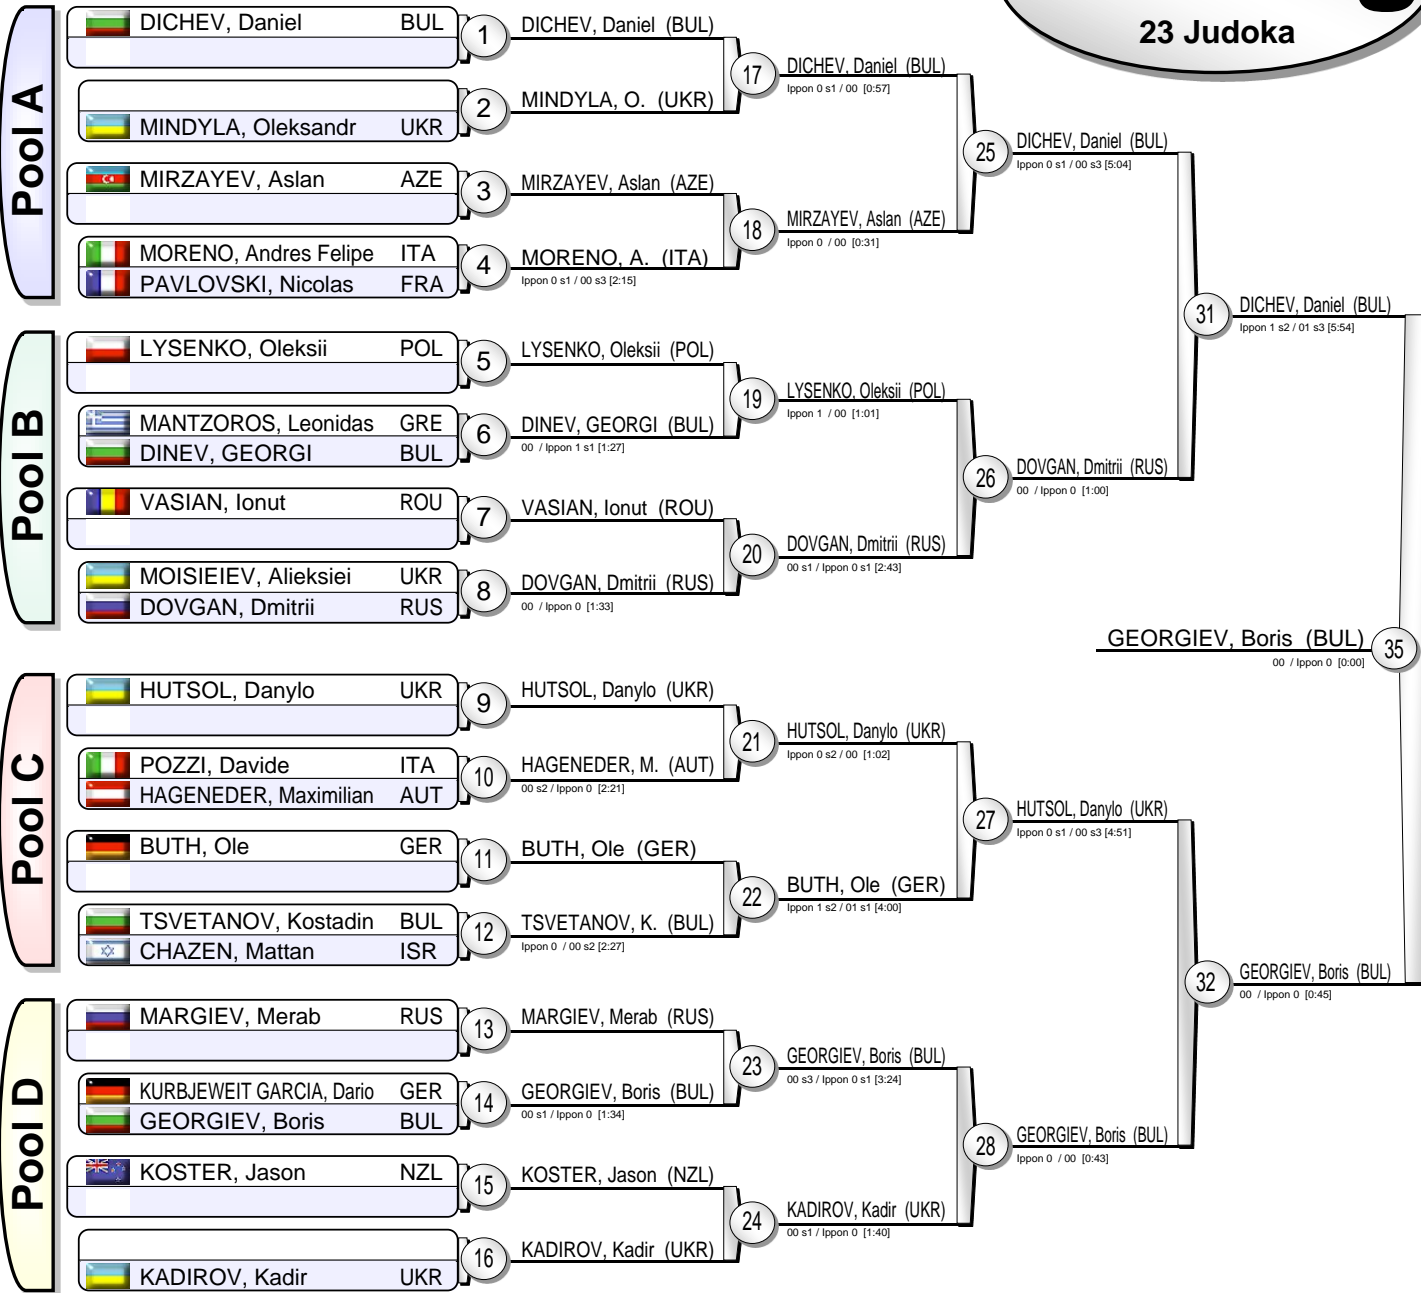 23 Judoka
Pool A
DICHEV, Daniel BUL
1
DICHEV, Daniel (BUL)
17
DICHEV, Daniel (BUL)
Ippon 0 s1 / 00 [0:57]
2
MINDYLA, O. (UKR)
MINDYLA, Oleksandr UKR
25
DICHEV, Daniel (BUL)
Ippon 0 s1 / 00 s3 [5:04]
MIRZAYEV, Aslan AZE
3
MIRZAYEV, Aslan (AZE)
18
MIRZAYEV, Aslan (AZE)
Ippon 0 / 00 [0:31]
MORENO, Andres Felipe ITA
PAVLOVSKI, Nicolas FRA
4
MORENO, A. (ITA)
Ippon 0 s1 / 00 s3 [2:15]
31
DICHEV, Daniel (BUL)
Ippon 1 s2 / 01 s3 [5:54]
Pool B
LYSENKO, Oleksii POL
5
LYSENKO, Oleksii (POL)
19
LYSENKO, Oleksii (POL)
Ippon 1 / 00 [1:01]
MANTZOROS, Leonidas GRE
DINEV, GEORGI BUL
6
DINEV, GEORGI (BUL)
00 / Ippon 1 s1 [1:27]
26
DOVGAN, Dmitrii (RUS)
00 / Ippon 0 [1:00]
VASIAN, Ionut ROU
7
VASIAN, Ionut (ROU)
20
DOVGAN, Dmitrii (RUS)
00 s1 / Ippon 0 s1 [2:43]
MOISIEIEV, Alieksiei UKR
DOVGAN, Dmitrii RUS
8
DOVGAN, Dmitrii (RUS)
00 / Ippon 0 [1:33]
GEORGIEV, Boris (BUL)
00 / Ippon 0 [0:00]
35
Pool C
HUTSOL, Danylo UKR
9
HUTSOL, Danylo (UKR)
21
HUTSOL, Danylo (UKR)
Ippon 0 s2 / 00 [1:02]
POZZI, Davide ITA
HAGENEDER, Maximilian AUT
10
HAGENEDER, M. (AUT)
00 s2 / Ippon 0 [2:21]
27
HUTSOL, Danylo (UKR)
Ippon 0 s1 / 00 s3 [4:51]
BUTH, Ole GER
11
BUTH, Ole (GER)
22
BUTH, Ole (GER)
Ippon 1 s2 / 01 s1 [4:00]
TSVETANOV, Kostadin BUL
CHAZEN, Mattan ISR
12
TSVETANOV, K. (BUL)
Ippon 0 / 00 s2 [2:27]
32
GEORGIEV, Boris (BUL)
00 / Ippon 0 [0:45]
Pool D
MARGIEV, Merab RUS
13
MARGIEV, Merab (RUS)
23
GEORGIEV, Boris (BUL)
00 s3 / Ippon 0 s1 [3:24]
KURBJEWEIT GARCIA, Dario GER
GEORGIEV, Boris BUL
14
GEORGIEV, Boris (BUL)
00 s1 / Ippon 0 [1:34]
28
GEORGIEV, Boris (BUL)
Ippon 0 / 00 [0:43]
KOSTER, Jason NZL
15
KOSTER, Jason (NZL)
24
KADIROV, Kadir (UKR)
00 s1 / Ippon 0 [1:40]
16
KADIROV, Kadir (UKR)
KADIROV, Kadir UKR